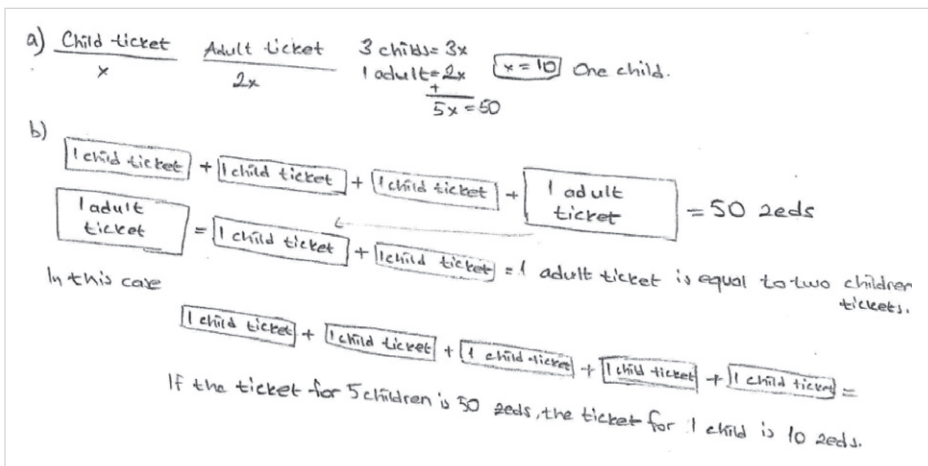 a) Child ticket Adult ticket 3 childs= 3x
x 2x 1 adult= 2x x = 10 One child.
+
5x = 50
b)
1 child ticket + 1 child ticket + 1 child ticket + 1 adult ticket = 50 zeds
1 adult ticket = 1 child ticket + 1 child ticket = 1 adult ticket is equal to two children
tickets.
In this case
1 child ticket + 1 child ticket + 1 child ticket + 1 child ticket + 1 child ticket =
If the ticket for 5 children is 50 zeds, the ticket for 1 child is 10 zeds.